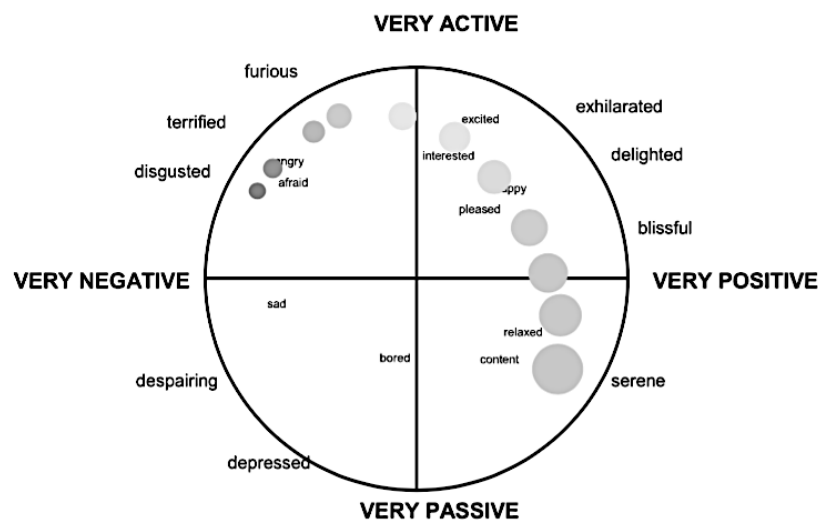 VERY ACTIVE
furious
exhilarated
terrified
excited
interested
delighted
disgusted
ngry
afraid
ppy
pleased
blissful
VERY NEGATIVE
VERY POSITIVE
sad
relaxed
bored
content
despairing
serene
depressed
VERY PASSIVE